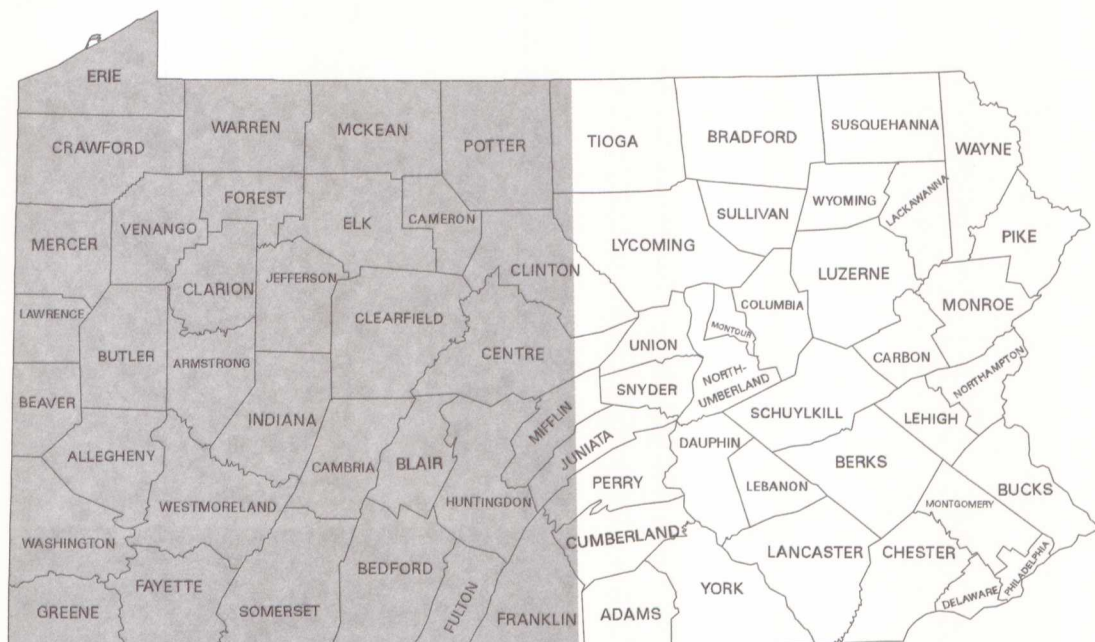 ERIE
CRAWFORD
WARREN
MCKEAN
POTTER
TIOGA
BRADFORD
SUSQUEHANNA
WAYNE
FOREST
VENANGO
MERCER
ELK
CAMERON
SULLIVAN
WYOMING
LACKAWANNA
PIKE
LYCOMING
CLINTON
LUZERNE
CLARION
JEFFERSON
LAWRENCE
BUTLER
ARMSTRONG
CLEARFIELD
CENTRE
UNION
MONTOUR
COLUMBIA
MONROE
CARBON
NORTHAMPTON
BEAVER
INDIANA
SNYDER
NORTH-
UMBERLAND
SCHUYLKILL
LEHIGH
MIFFLIN
JUNIATA
ALLEGHENY
CAMBRIA
BLAIR
HUNTINGDON
PERRY
DAUPHIN
LEBANON
BERKS
BUCKS
MONTGOMERY
WESTMORELAND
WASHINGTON
CUMBERLAND
LANCASTER
CHESTER
PHILADELPHIA
DELAWARE
GREENE
FAYETTE
SOMERSET
BEDFORD
FULTON
FRANKLIN
ADAMS
YORK